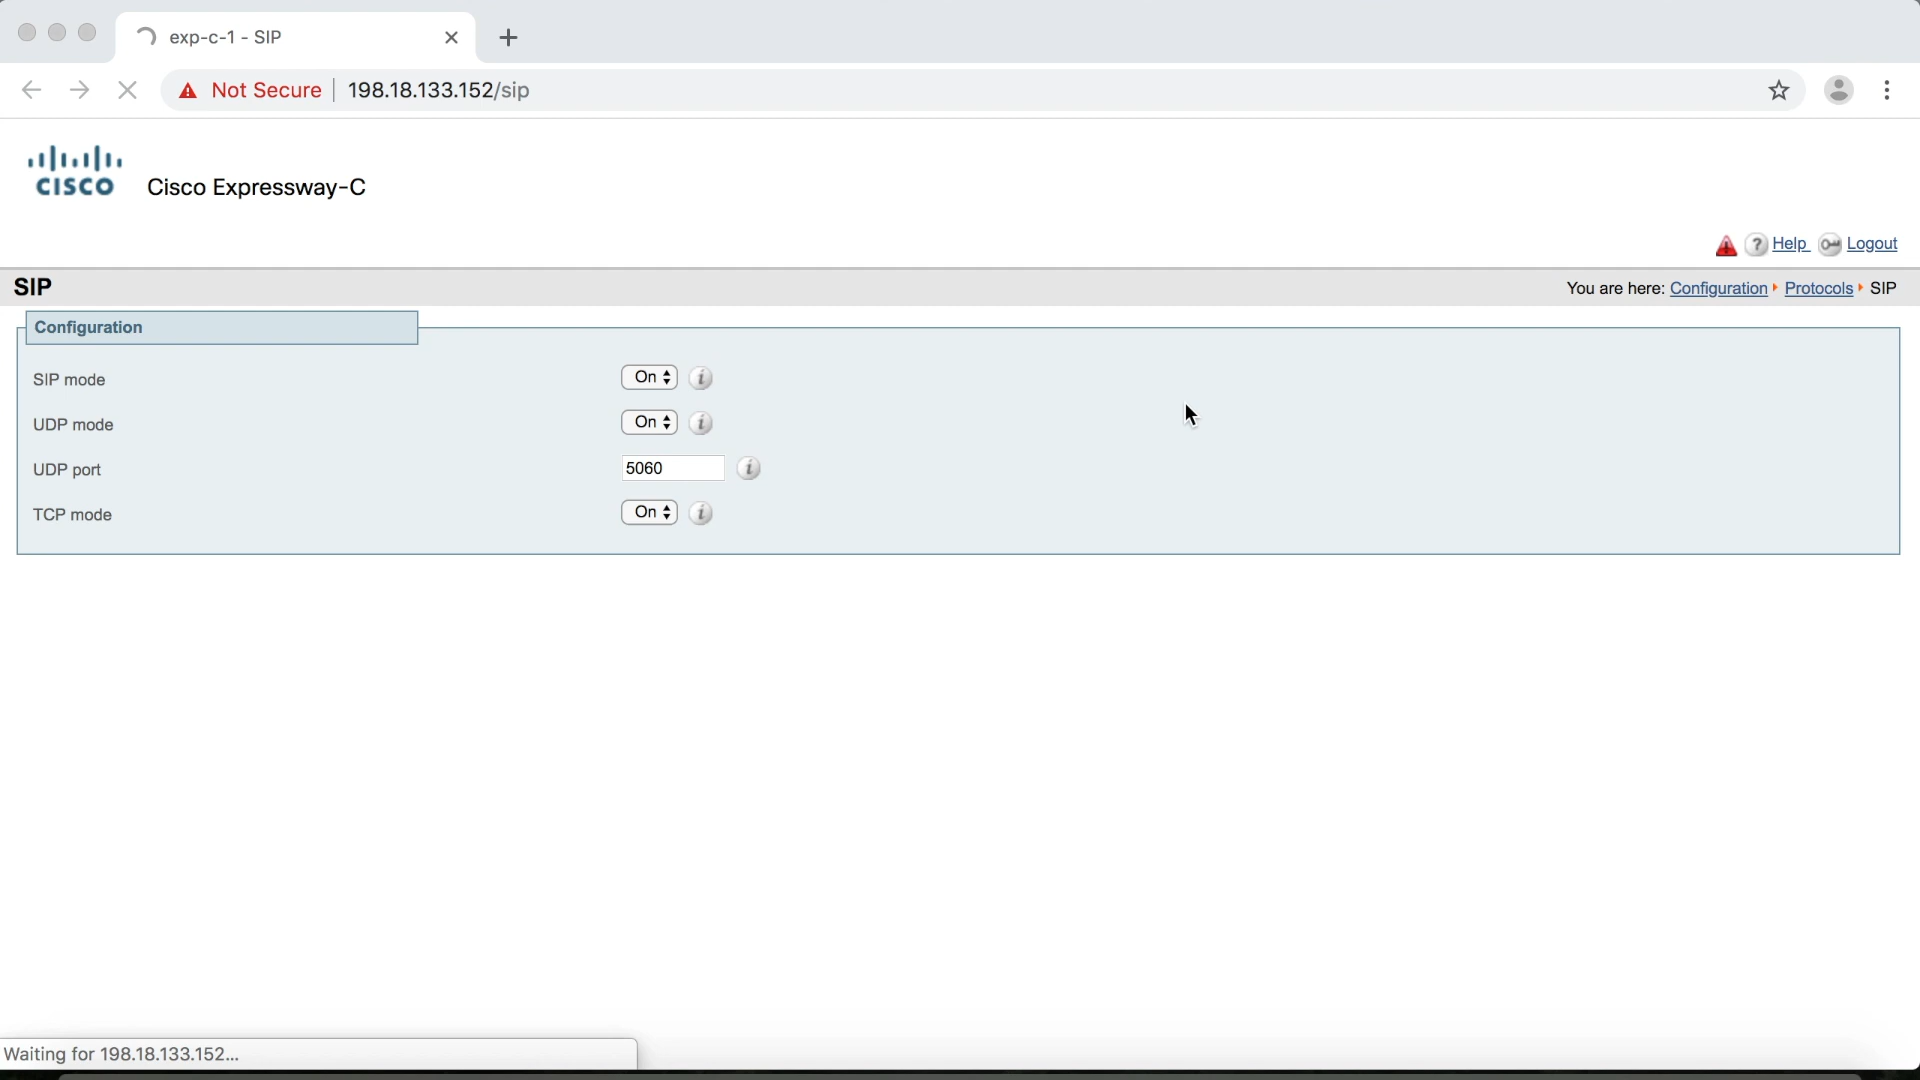 exp-c-1 - SIP
Not Secure 198.18.133.152/sip
CISCO Cisco Expressway-C
Help Logout
SIP
You are here: Configuration Protocols SIP
Configuration
SIP mode On
UDP mode On
UDP port 5060
TCP mode On
Waiting for 198.18.133.152...